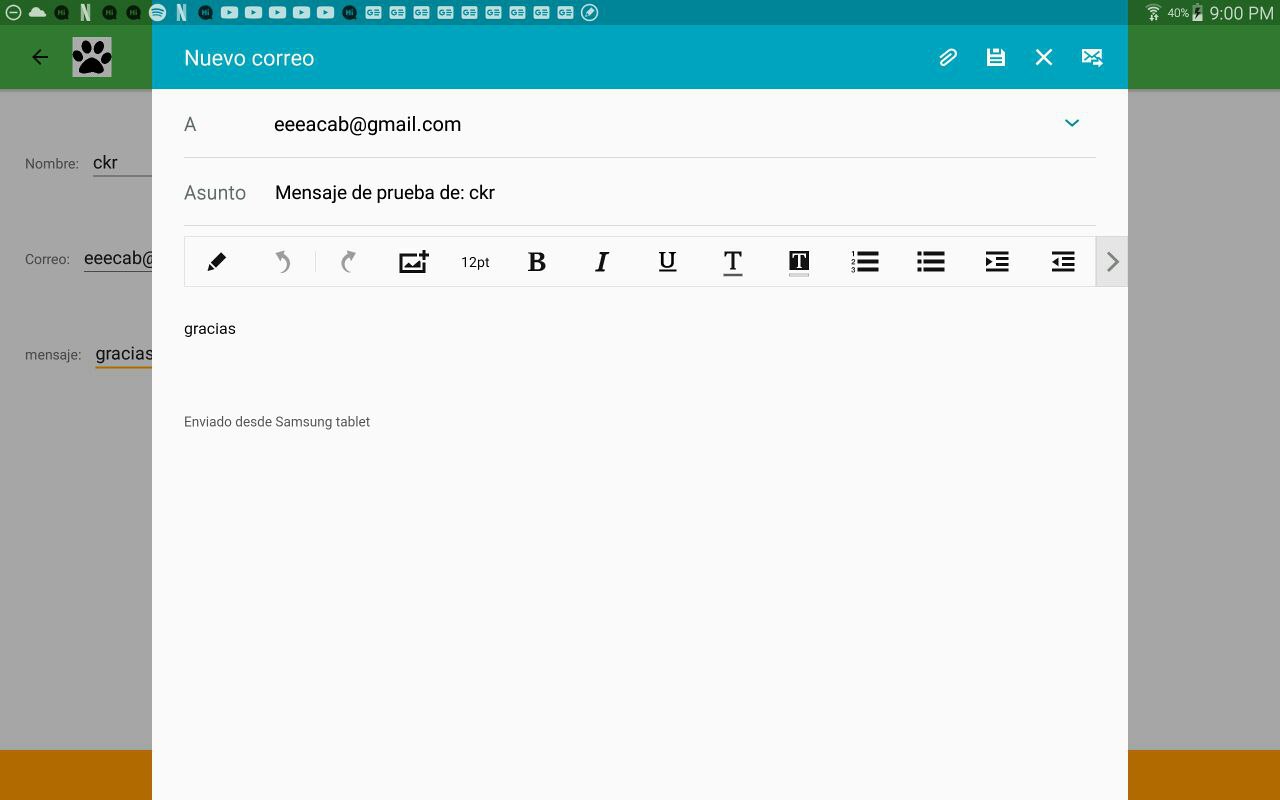 40% 9:00 PM
Nuevo correo
A eeeacab@gmail.com
Nombre: ckr
Asunto Mensaje de prueba de: ckr
Correo: eeecab@
12pt B I U T T
gracias
mensaje: gracias
Enviado desde Samsung tablet